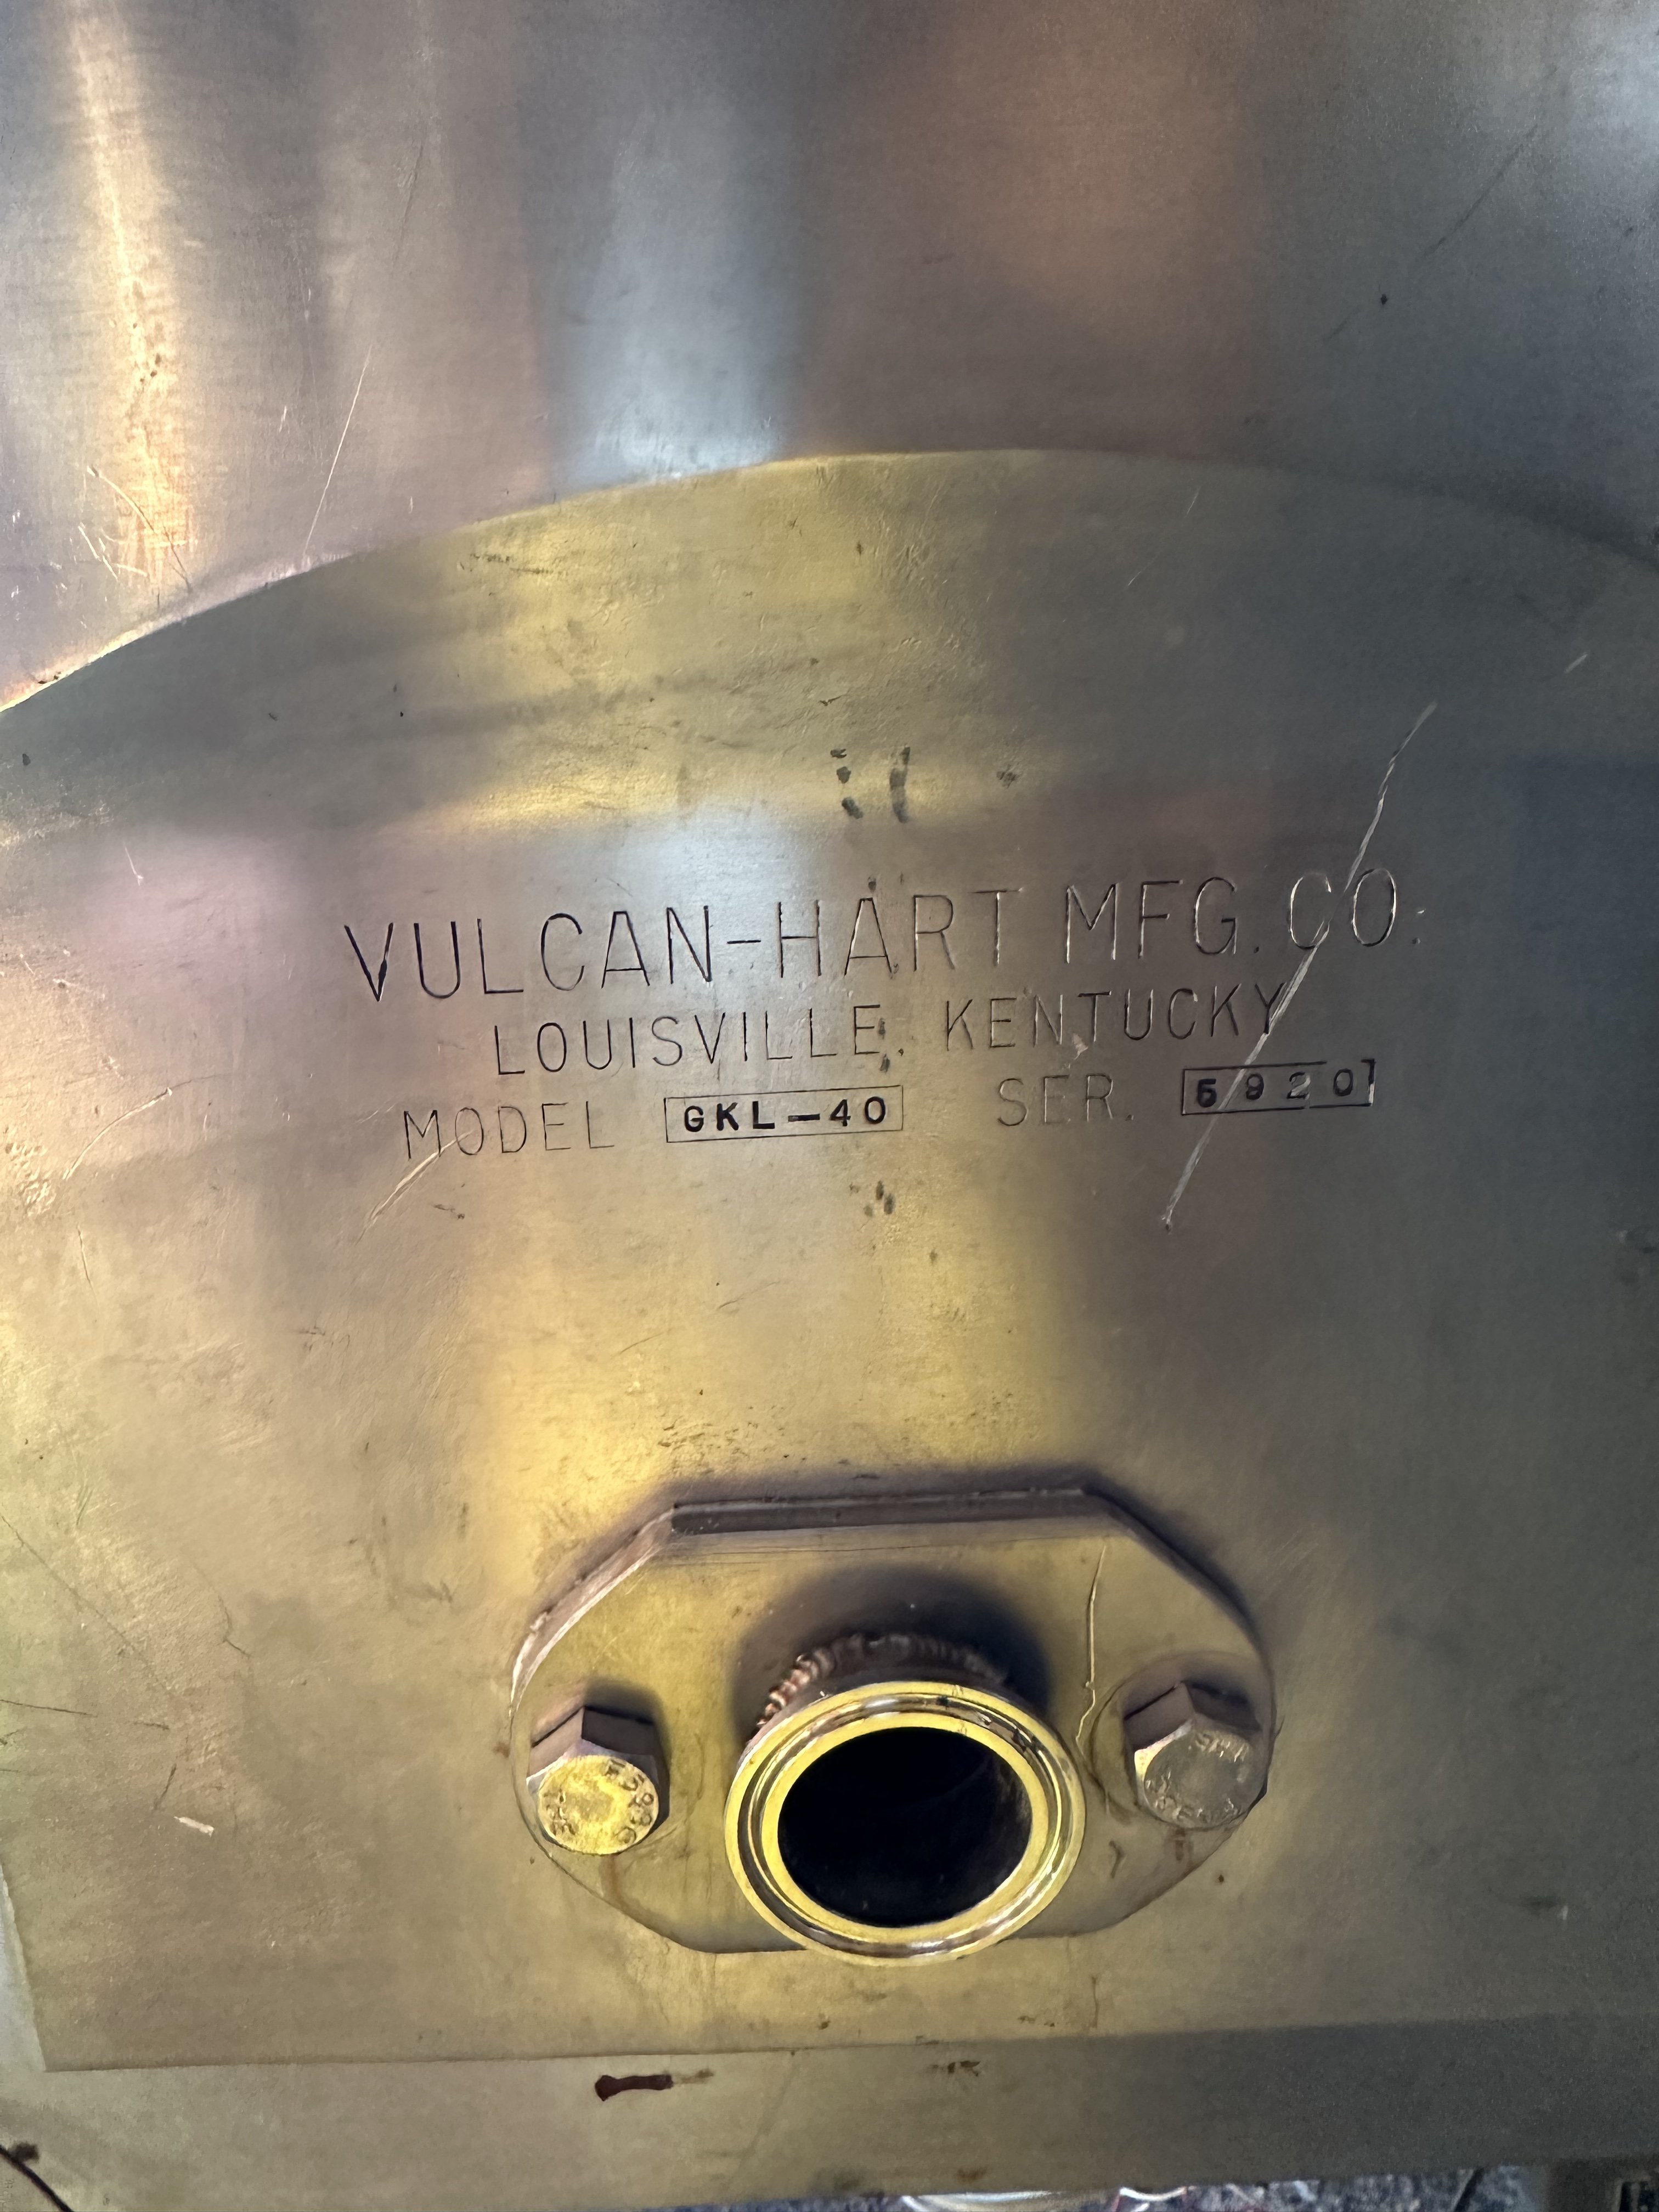 VULCAN-HART MFG. CO.
LOUISVILLE, KENTUCKY
MODEL GKL-40 SER. 5920